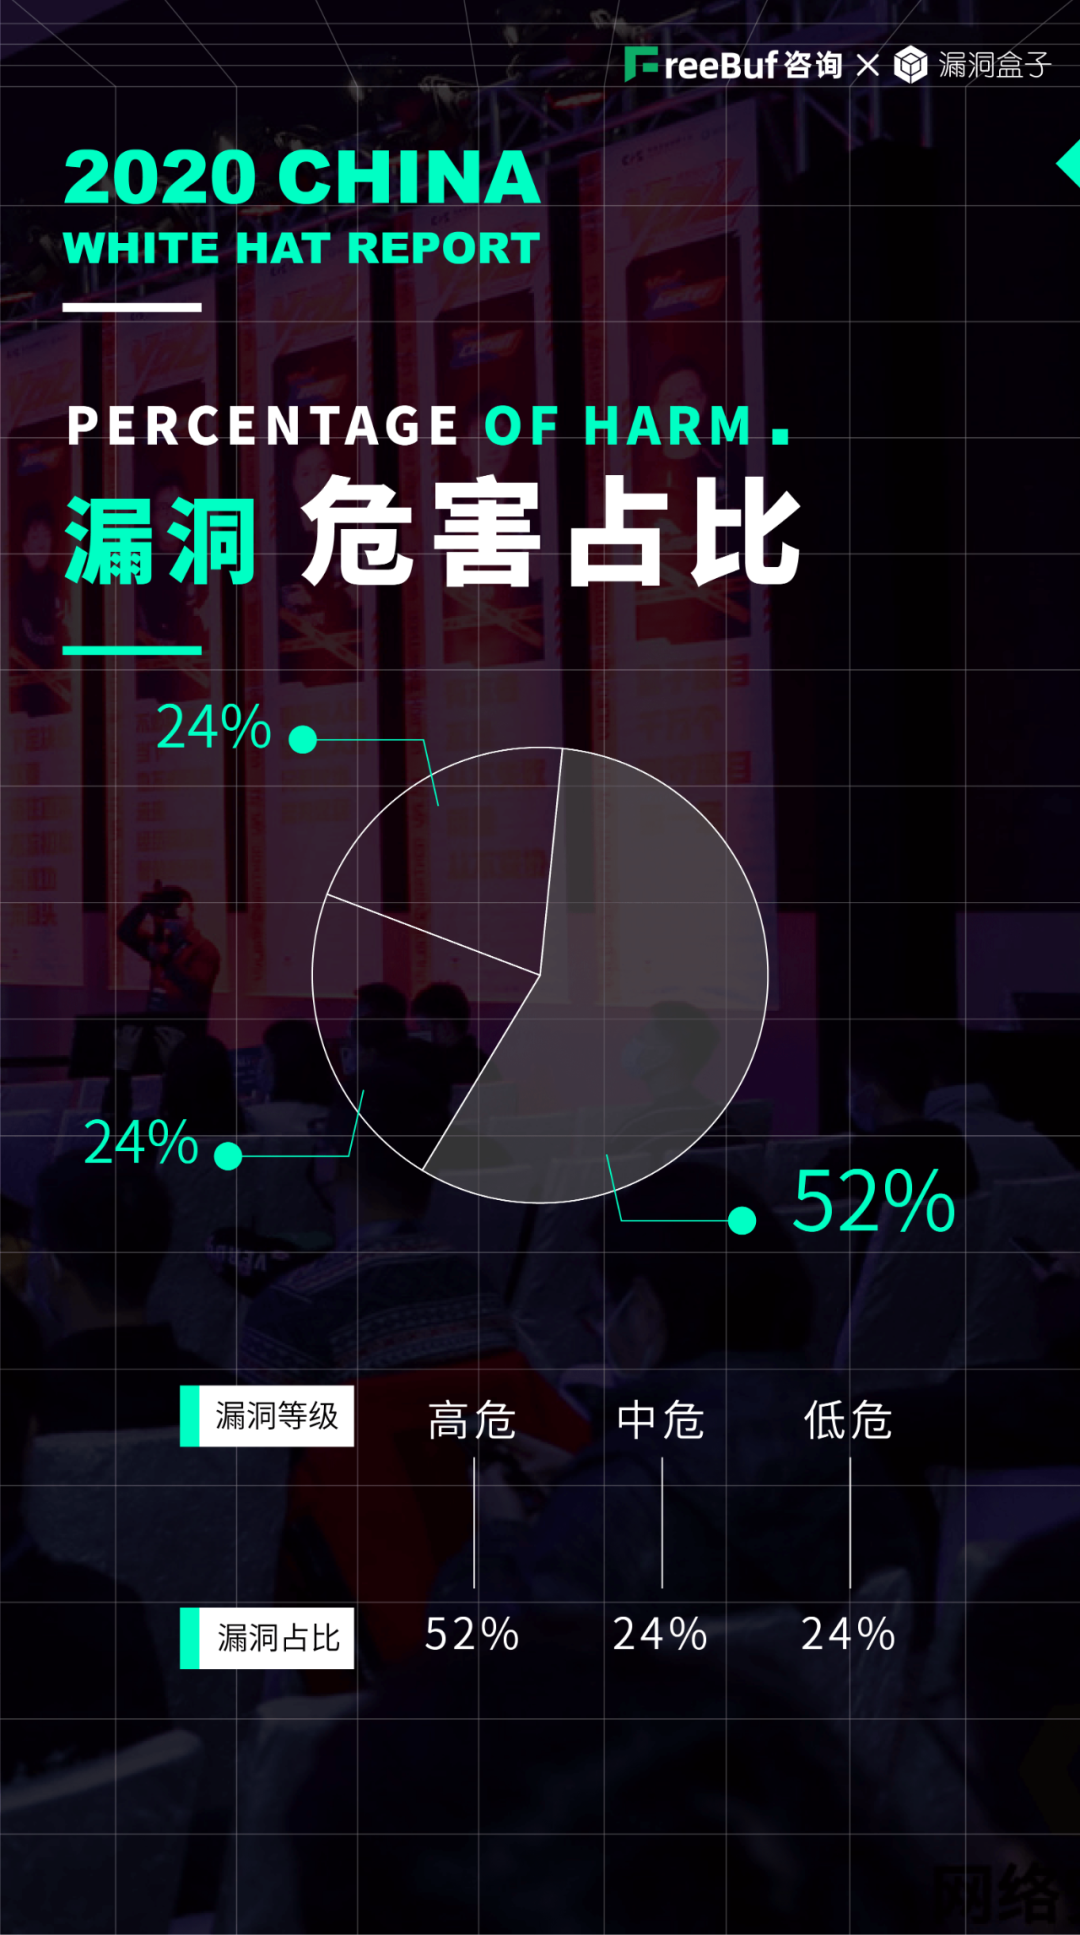 FreeBuf咨询 × 漏洞盒子
2020 CHINA
WHITE HAT REPORT
PERCENTAGE OF HARM.
漏洞 危害占比
24%
24%
52%
漏洞等级 高危 中危 低危
漏洞占比 52% 24% 24%
网络